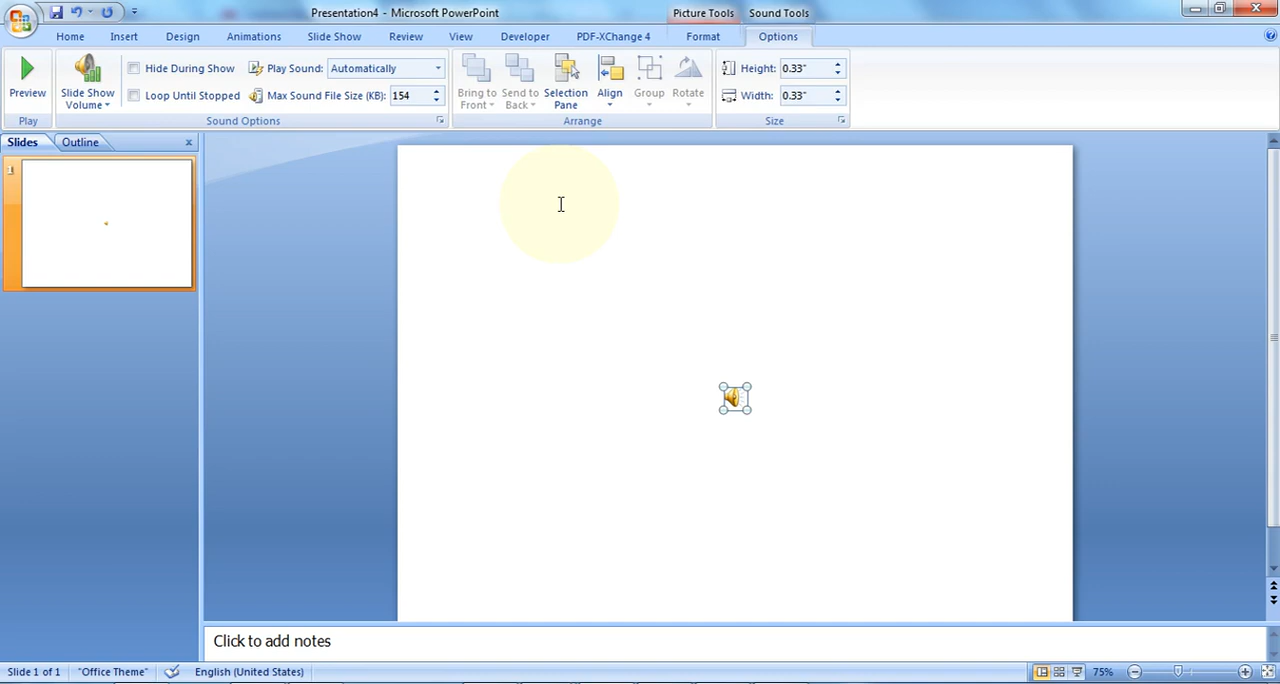 Presentation4 - Microsoft PowerPoint
Picture Tools
Sound Tools
Home
Insert
Design
Animations
Slide Show
Review
View
Developer
PDF-XChange 4
Format
Options
Preview
Slide Show
Volume
Hide During Show
Loop Until Stopped
Play Sound: Automatically
Max Sound File Size (KB): 154
Bring to
Front
Send to
Back
Selection
Pane
Align
Group
Rotate
Height: 0.33"
Width: 0.33"
Play
Sound Options
Arrange
Size
Slides
Outline
1
Click to add notes
Slide 1 of 1
"Office Theme"
English (United States)
75%